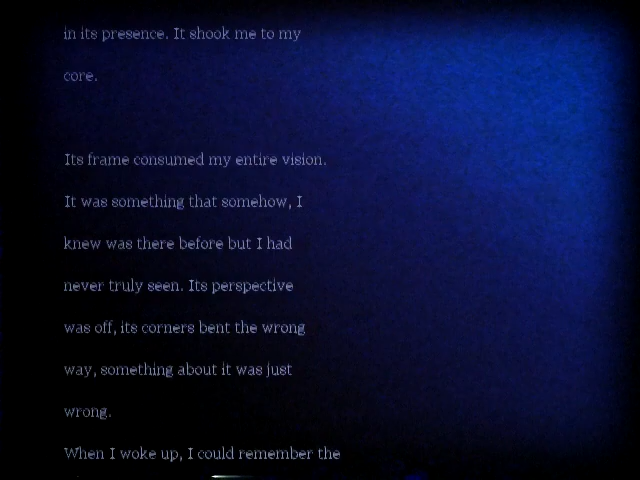 in its presence. It shook me to my
core.
Its frame consumed my entire vision.
It was something that somehow, I
knew was there before but I had
never truly seen. Its perspective
was off, its corners bent the wrong
way, something about it was just
wrong.
When I woke up, I could remember the